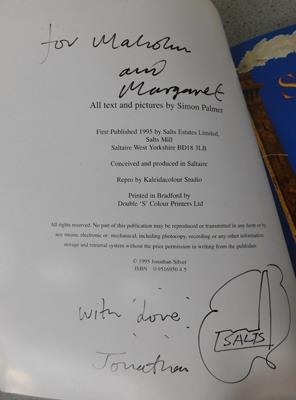 for Malcolm
and
Margaret
All text and pictures by Simon Palmer
First Published 1995 by Salts Estates Limited,
Salts Mill
Saltaire West Yorkshire BD18 3LB
Conceived and produced in Saltaire
Repro by Kaleidacolour Studio
Printed in Bradford by
Double ‘S’ Colour Printers Ltd
All rights reserved. No part of this publication may be reproduced or transmitted in any form or by
any means, electronic or mechanical, including photocopy, recording or any other information
storage and retrieval system without the prior permission in writing from the publisher.
© 1995 Jonathan Silver
ISBN 0 9516950 4 5
with 'love'
SALTS
Jonathan